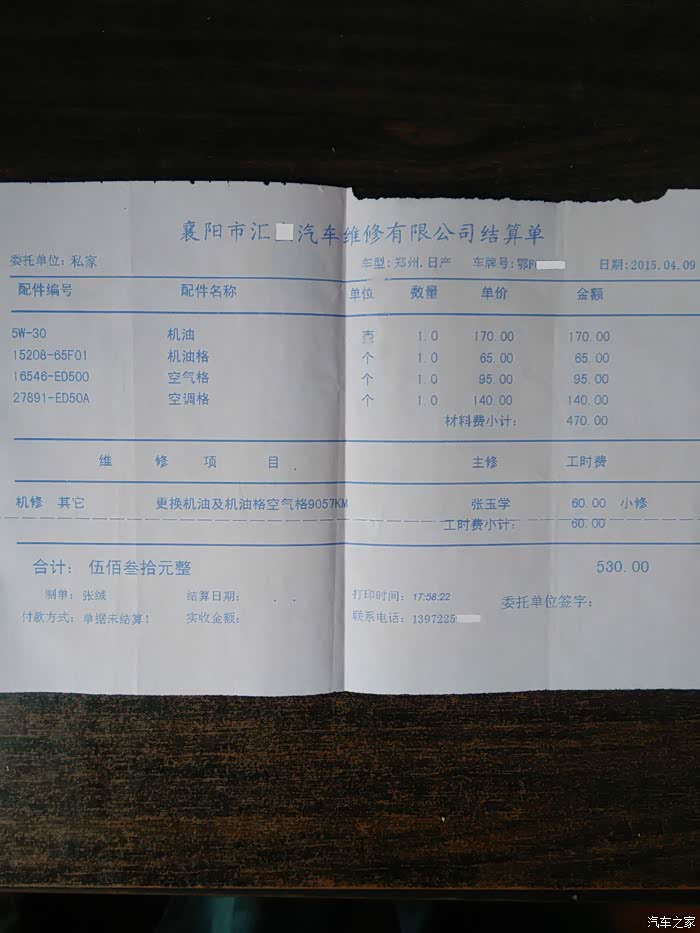 襄阳市汇 汽车维修有限公司结算单
委托单位: 私家 车型: 郑州.日产 车牌号: 鄂P 日期: 2015.04.09
配件编号 配件名称 单位 数量 单价 金额
5W-30 机油 壳 1.0 170.00 170.00
15208-65F01 机油格 个 1.0 65.00 65.00
16546-ED500 空气格 个 1.0 95.00 95.00
27891-ED50A 空调格 个 1.0 140.00 140.00
材料费小计: 470.00
维 修 项 目 . 主修 工时费
机修 其它 更换机油及机油格空气格9057KM 张玉学 60.00 小修
工时费小计: 60.00
合计: 伍佰叁拾元整 530.00
制单: 张绒 结算日期: . . 打印时间: 17:58:22 委托单位签字:
付款方式: 单据未结算! 实收金额: 联系电话: 1397225
汽车之家